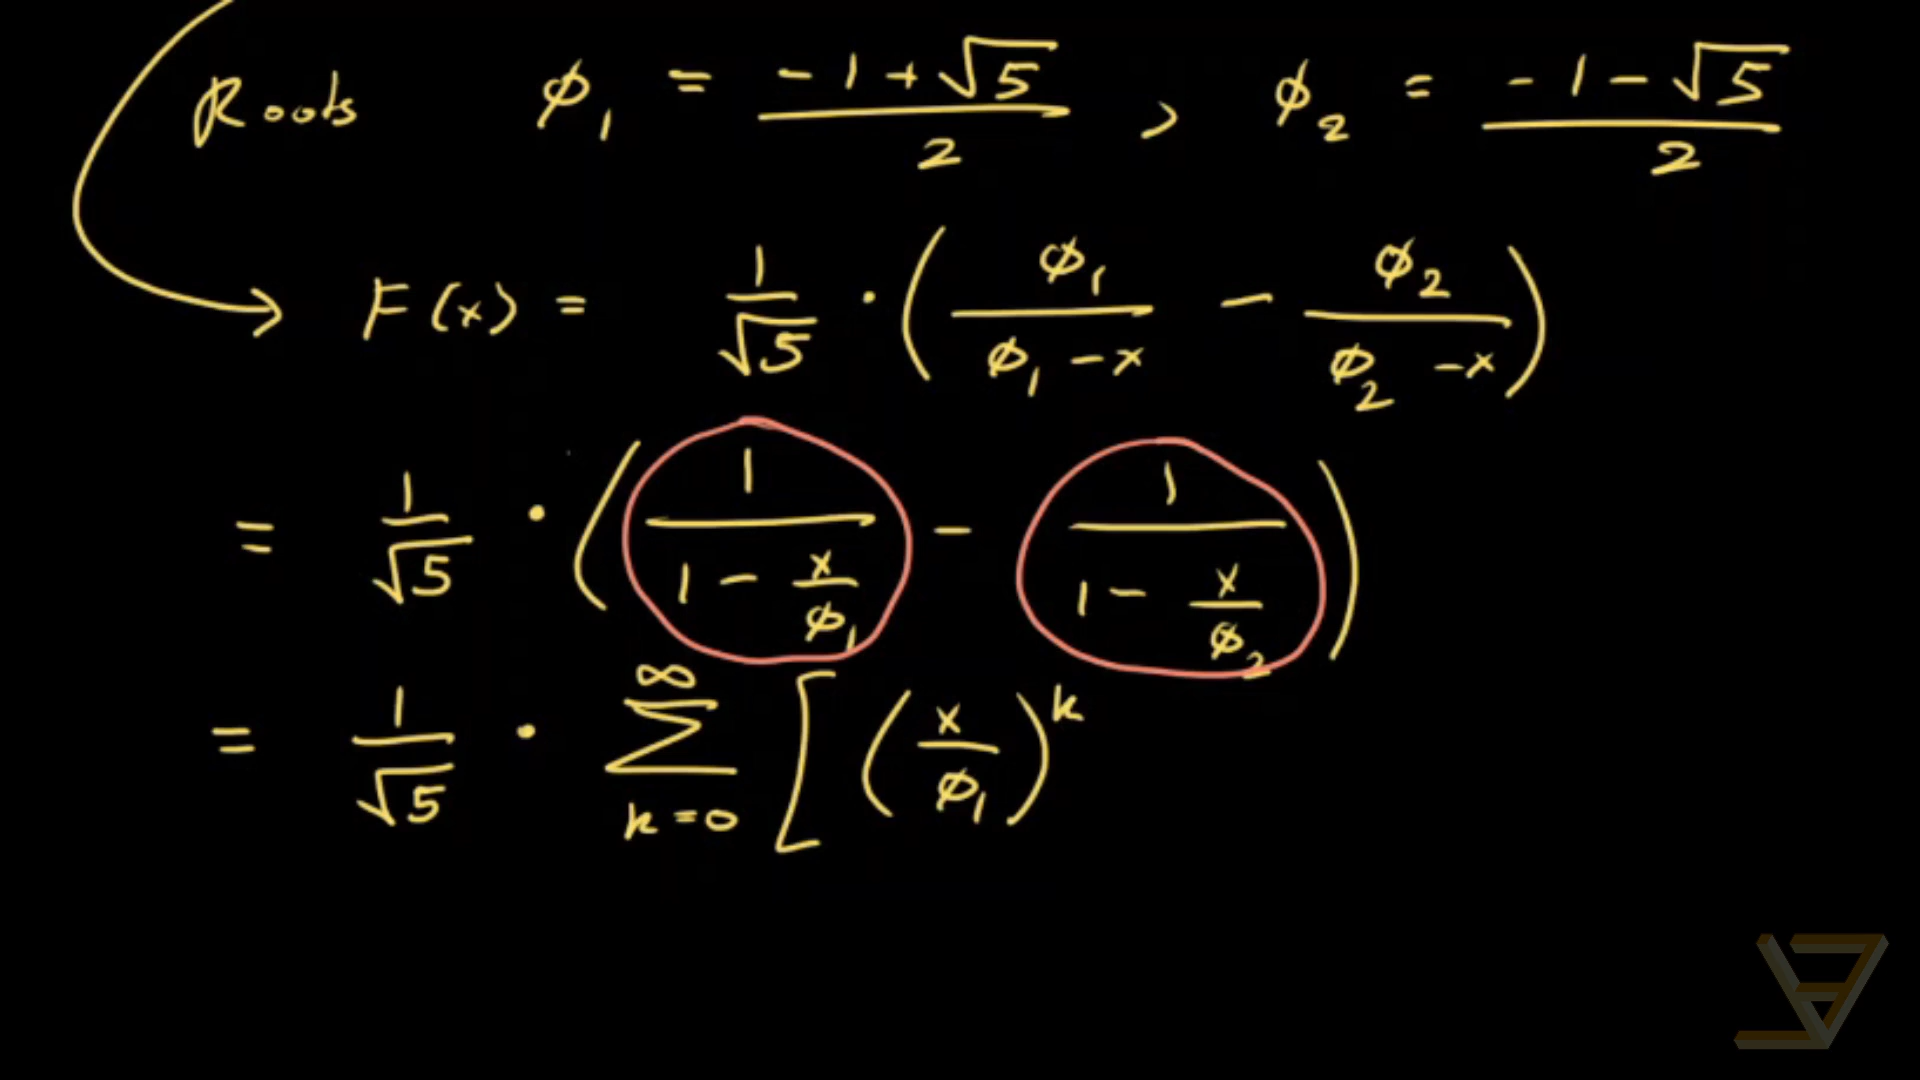 Roots ϕ₁ = (-1+√5)/2 , ϕ₂ = (-1-√5)/2
F(x) = 1/√5 · (ϕ₁/(ϕ₁-x) - ϕ₂/(ϕ₂-x))
= 1/√5 · (1/(1 - x/ϕ₁) - 1/(1 - x/ϕ₂))
= 1/√5 · ∑_{k=0}^{∞} [(x/ϕ₁)^k